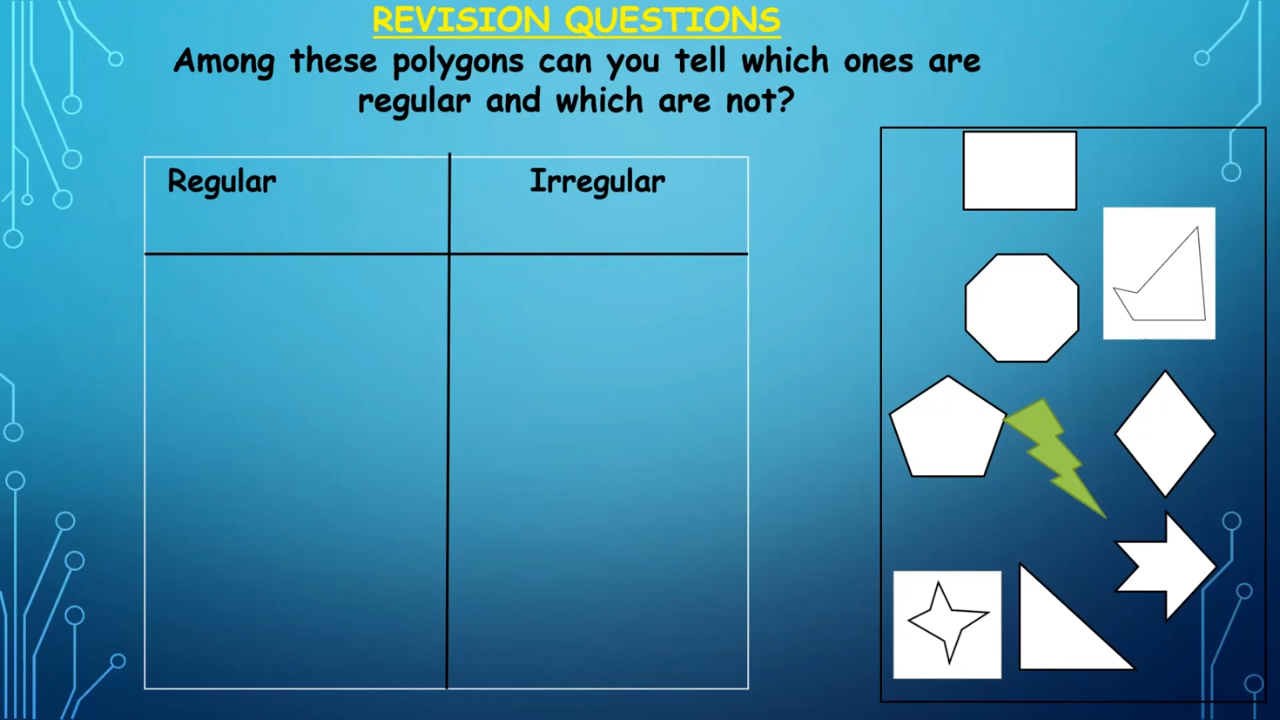 REVISION QUESTIONS
Among these polygons can you tell which ones are
regular and which are not?
Regular
Irregular